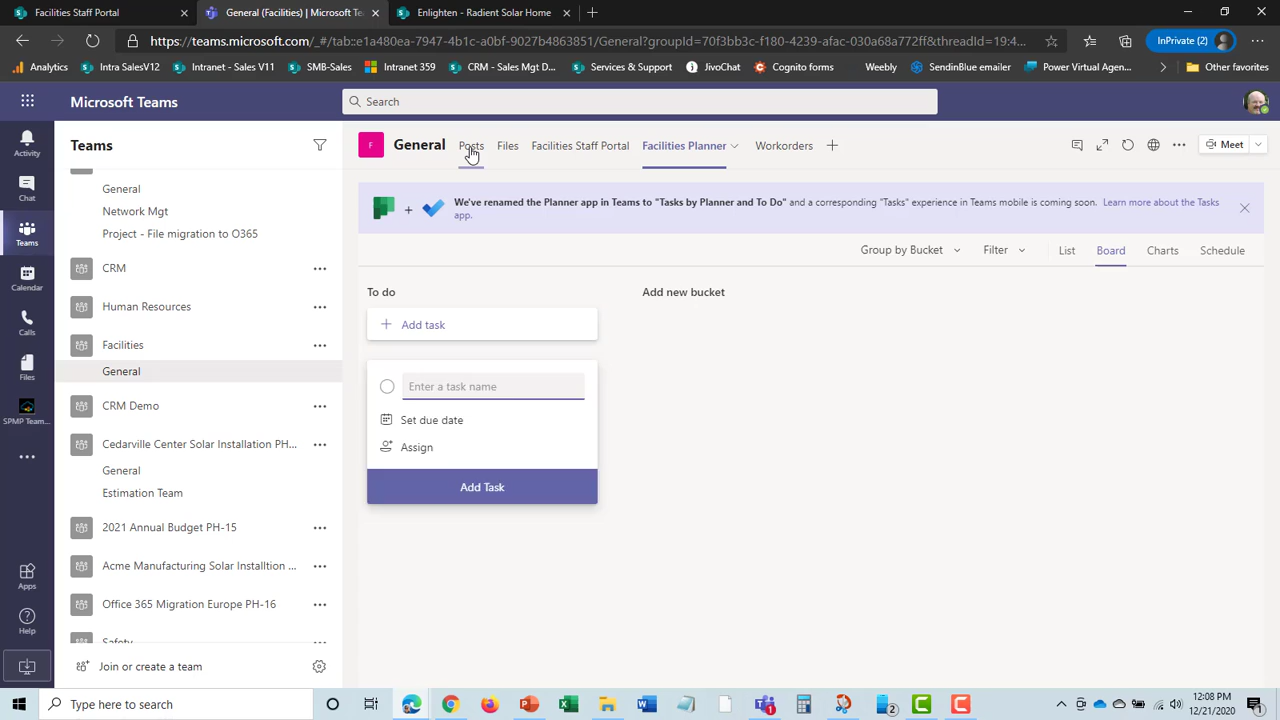 Facilities Staff Portal
General (Facilities) | Microsoft Te
Enlighten - Radient Solar Home
https://teams.microsoft.com/_#/tab::e1a480ea-7947-4b1c-a0bf-9027b4863851/General?groupId=70f3bb3c-f180-4239-afac-030a68a772ff&threadId=19:4...
InPrivate (2)
Analytics
Intra SalesV12
Intranet - Sales V11
SMB-Sales
Intranet 359
CRM - Sales Mgt D...
Services & Support
JivoChat
Cognito forms
Weebly
SendinBlue emailer
Power Virtual Agen...
Other favorites
Microsoft Teams
Search
Activity
Chat
Teams
Calendar
Calls
Files
SPMP Team...
Apps
Help
Teams
General
Network Mgt
Project - File migration to O365
CRM
Human Resources
Facilities
General
CRM Demo
Cedarville Center Solar Installation PH...
General
Estimation Team
2021 Annual Budget PH-15
Acme Manufacturing Solar Installtion ...
Office 365 Migration Europe PH-16
Safety
Join or create a team
F
General
Posts
Files
Facilities Staff Portal
Facilities Planner
Workorders
Meet
We've renamed the Planner app in Teams to "Tasks by Planner and To Do" and a corresponding "Tasks" experience in Teams mobile is coming soon. Learn more about the Tasks
app.
Group by Bucket
Filter
List
Board
Charts
Schedule
To do
Add new bucket
Add task
Enter a task name
Set due date
Assign
Add Task
Type here to search
12:08 PM
12/21/2020